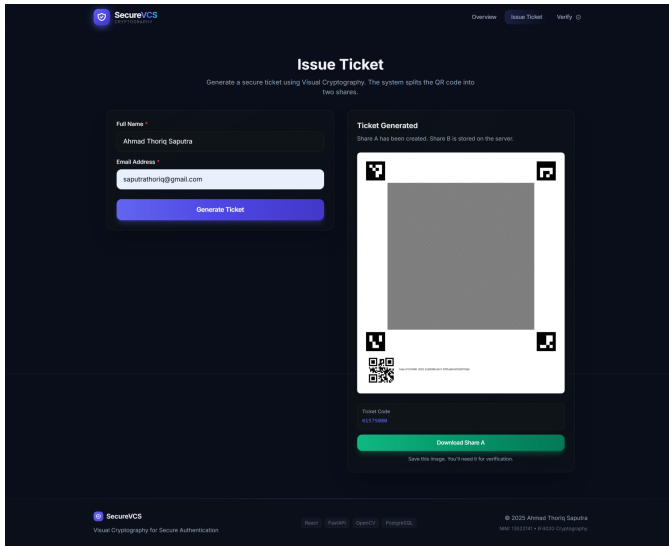 SecureVCS
CRYPTOGRAPHY
Overview Issue Ticket Verify
Issue Ticket
Generate a secure ticket using Visual Cryptography. The system splits the QR code into
two shares.
Full Name *
Ahmad Thoriq Saputra
Email Address *
saputrathoriq@gmail.com
Generate Ticket
Ticket Generated
Share A has been created. Share B is stored on the server.
Ticket Code
Download Share A
Save this image. You'll need it for verification.
SecureVCS
Visual Cryptography for Secure Authentication
React FastAPI OpenCV PostgreSQL
© 2025 Ahmad Thoriq Saputra